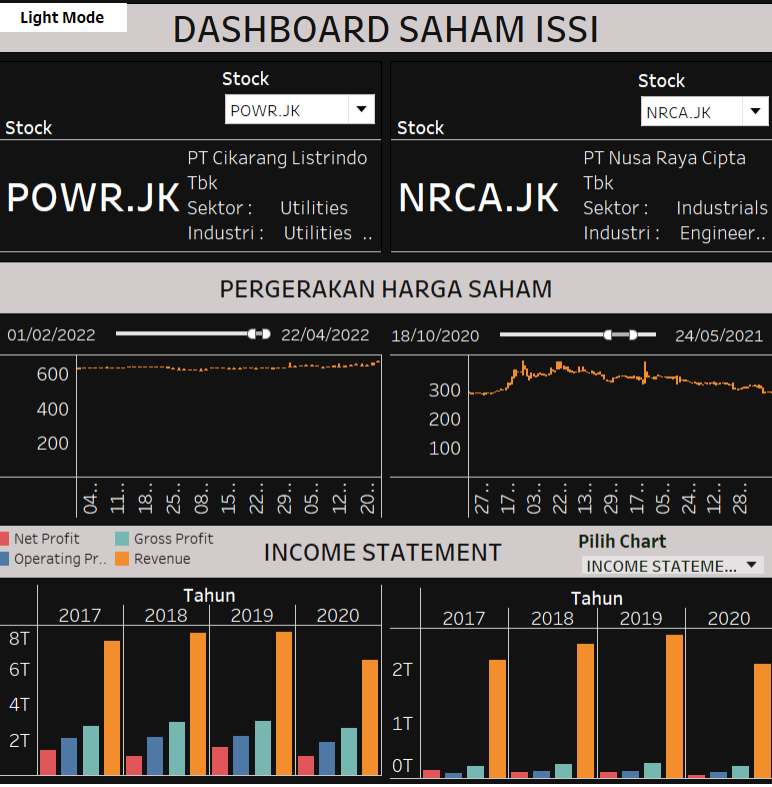 Light Mode
DASHBOARD SAHAM ISSI
Stock
POWR.JK
Stock
POWR.JK
PT Cikarang Listrindo
Tbk
Sektor : Utilities
Industri : Utilities ..
Stock
NRCA.JK
Stock
NRCA.JK
PT Nusa Raya Cipta
Tbk
Sektor : Industrials
Industri : Engineer..
PERGERAKAN HARGA SAHAM
01/02/2022 22/04/2022
18/10/2020 24/05/2021
600
400
200
04.. 11.. 18.. 25.. 08.. 15.. 22.. 29.. 05.. 12.. 20..
300
200
100
27.. 17.. 03.. 22.. 13.. 29.. 17.. 05.. 24.. 12.. 28..
Net Profit Gross Profit
Operating Pr.. Revenue
INCOME STATEMENT
Pilih Chart
INCOME STATEME...
Tahun
2017 2018 2019 2020
8T
6T
4T
2T
Tahun
2017 2018 2019 2020
2T
1T
0T